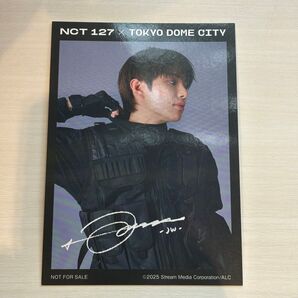 NCT 127 × TOKYO DOME CITY
-JW-
NOT FOR SALE
©2025 Stream Media Corporation/ALC